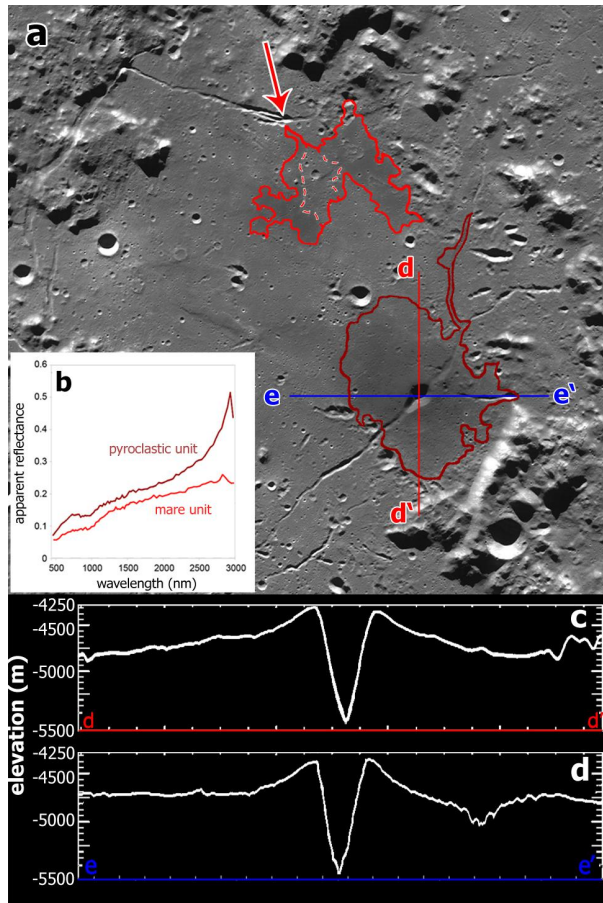 a
d
e
e`
d`
b
0.6
0.5
0.4
0.3
0.2
0.1
0
apparent reflectance
pyroclastic unit
mare unit
500
1000
1500
2000
2500
3000
wavelength (nm)
elevation (m)
-4250
-4500
-5000
-5500
c
d
d'
-4250
-4500
-5000
-5500
d
e
e'